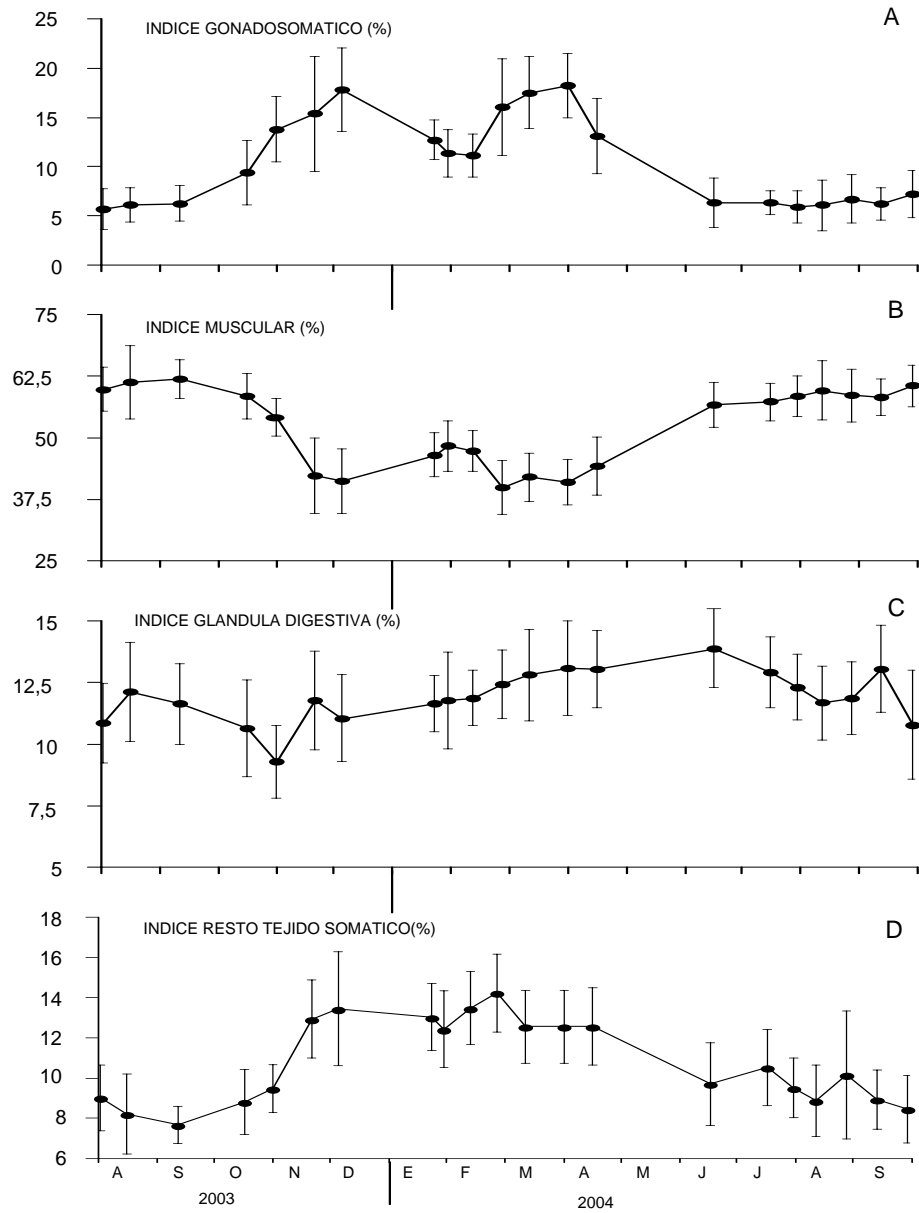 INDICE GONADOSOMATICO (%)
A
25
20
15
10
5
0
INDICE MUSCULAR (%)
B
75
62,5
50
37,5
25
INDICE GLANDULA DIGESTIVA (%)
C
15
12,5
10
7,5
5
INDICE RESTO TEJIDO SOMATICO(%)
D
18
16
14
12
10
8
6
A S O N D E F M A M J J A S
2003 2004